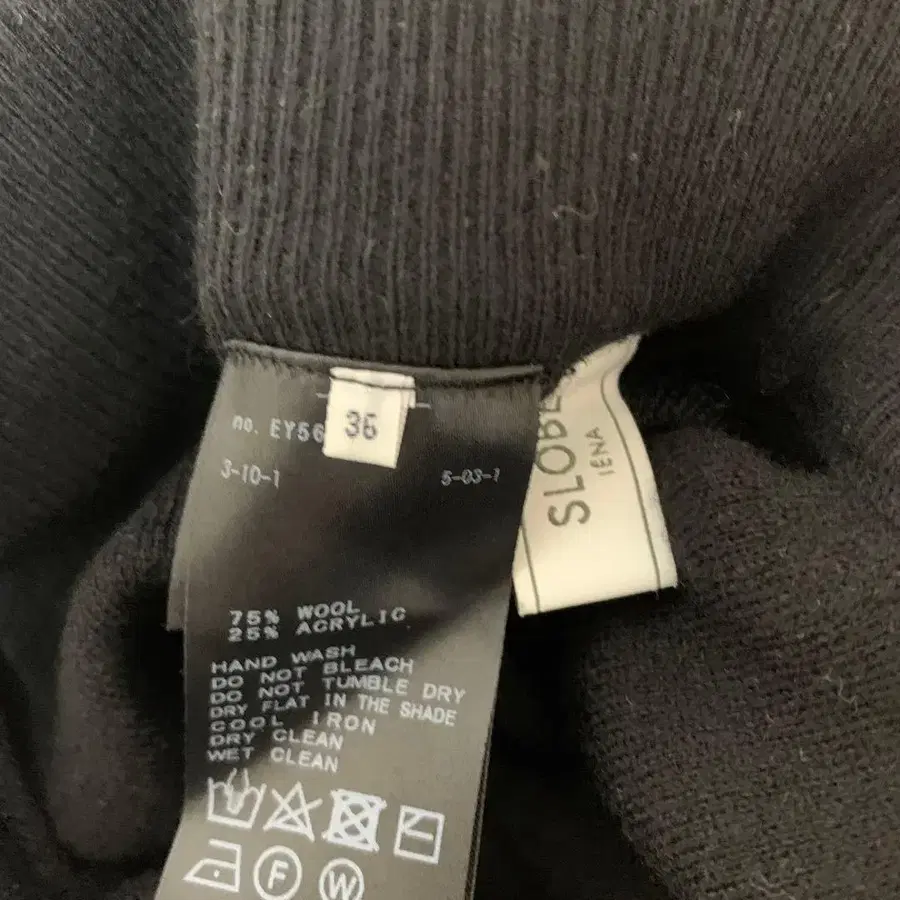 no. EY56
36
3-10-1
5-03-1
SLOBE
IENA
75% WOOL
25% ACRYLIC
HAND WASH
DO NOT BLEACH
DO NOT TUMBLE DRY
DRY FLAT IN THE SHADE
COOL IRON
DRY CLEAN
WET CLEAN
F
W